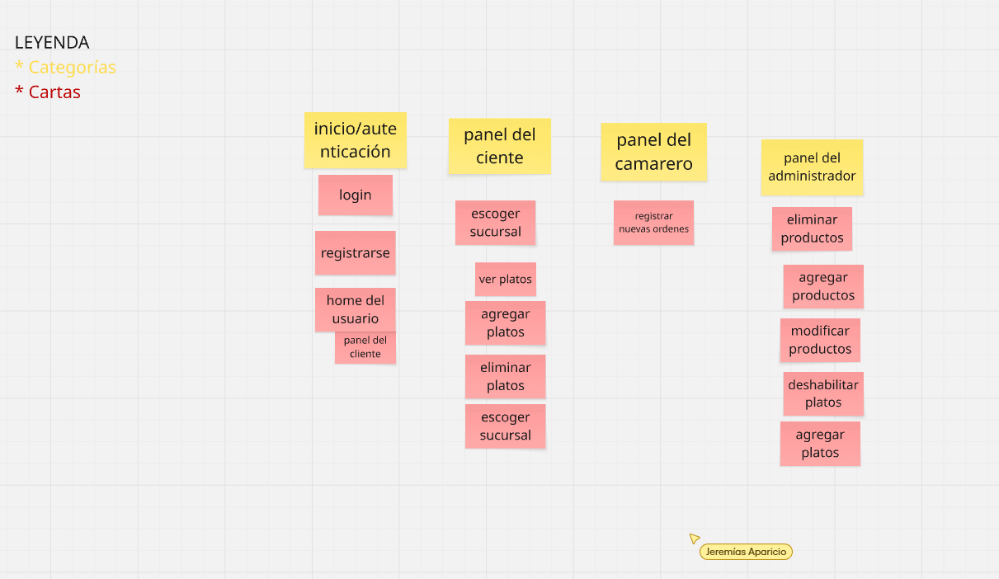 LEYENDA
* Categorías
* Cartas
inicio/aute
nticación
login
registrarse
home del
usuario
panel del
cliente
panel del
ciente
escoger
sucursal
ver platos
agregar
platos
eliminar
platos
escoger
sucursal
panel del
camarero
registrar
nuevas ordenes
panel del
administrador
eliminar
productos
agregar
productos
modificar
productos
deshabilitar
platos
agregar
platos
Jeremías Aparicio